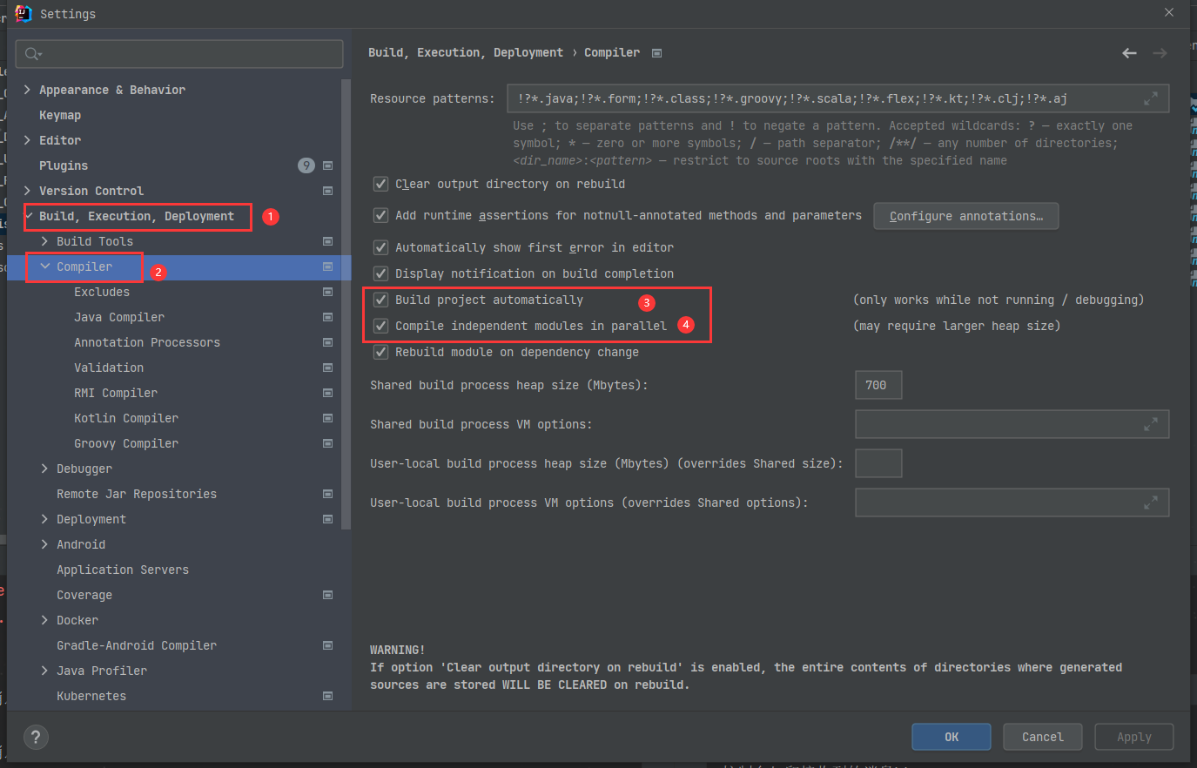 Settings
Appearance & Behavior
Keymap
Editor
Plugins 9
Version Control
Build, Execution, Deployment 1
Build Tools
Compiler 2
Excludes
Java Compiler
Annotation Processors
Validation
RMI Compiler
Kotlin Compiler
Groovy Compiler
Debugger
Remote Jar Repositories
Deployment
Android
Application Servers
Coverage
Docker
Gradle-Android Compiler
Java Profiler
Kubernetes
Build, Execution, Deployment › Compiler
Resource patterns: !?*.java;!?*.form;!?*.class;!?*.groovy;!?*.scala;!?*.flex;!?*.kt;!?*.clj;!?*.aj
Use ; to separate patterns and ! to negate a pattern. Accepted wildcards: ? — exactly one
symbol; * — zero or more symbols; / — path separator; /**/ — any number of directories;
<dir_name>:<pattern> — restrict to source roots with the specified name
Clear output directory on rebuild
Add runtime assertions for notnull-annotated methods and parameters Configure annotations…
Automatically show first error in editor
Display notification on build completion
Build project automatically 3 (only works while not running / debugging)
Compile independent modules in parallel 4 (may require larger heap size)
Rebuild module on dependency change
Shared build process heap size (Mbytes): 700
Shared build process VM options:
User-local build process heap size (Mbytes) (overrides Shared size):
User-local build process VM options (overrides Shared options):
WARNING!
If option 'Clear output directory on rebuild' is enabled, the entire contents of directories where generated
sources are stored WILL BE CLEARED on rebuild.
? OK Cancel Apply